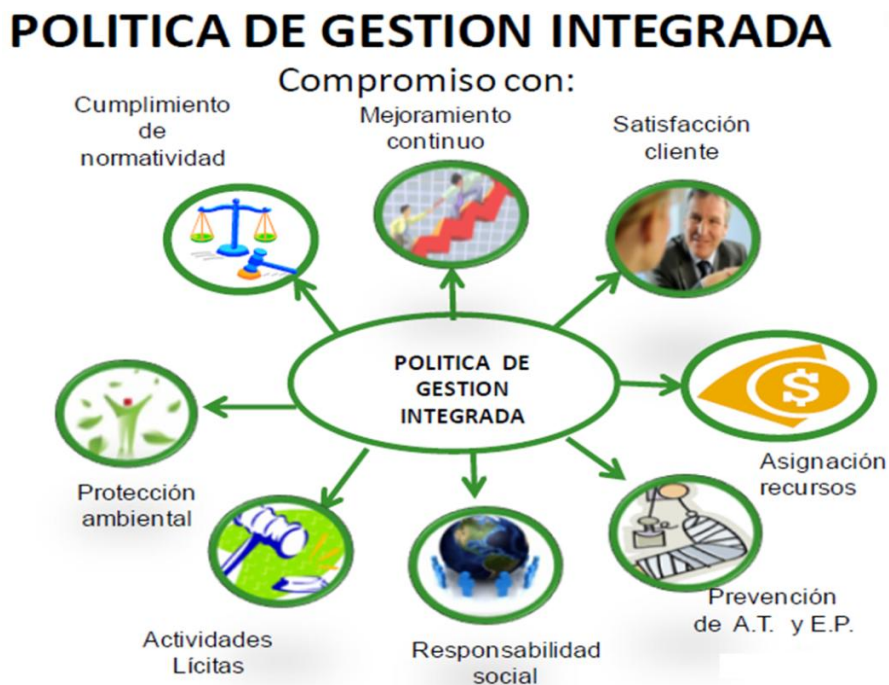 POLITICA DE GESTION INTEGRADA
Compromiso con:
Cumplimiento
de
normatividad
Mejoramiento
continuo
Satisfacción
cliente
POLITICA DE
GESTION
INTEGRADA
$
Asignación
recursos
Protección
ambiental
Prevención
de A.T. y E.P.
Actividades
Lícitas
Responsabilidad
social